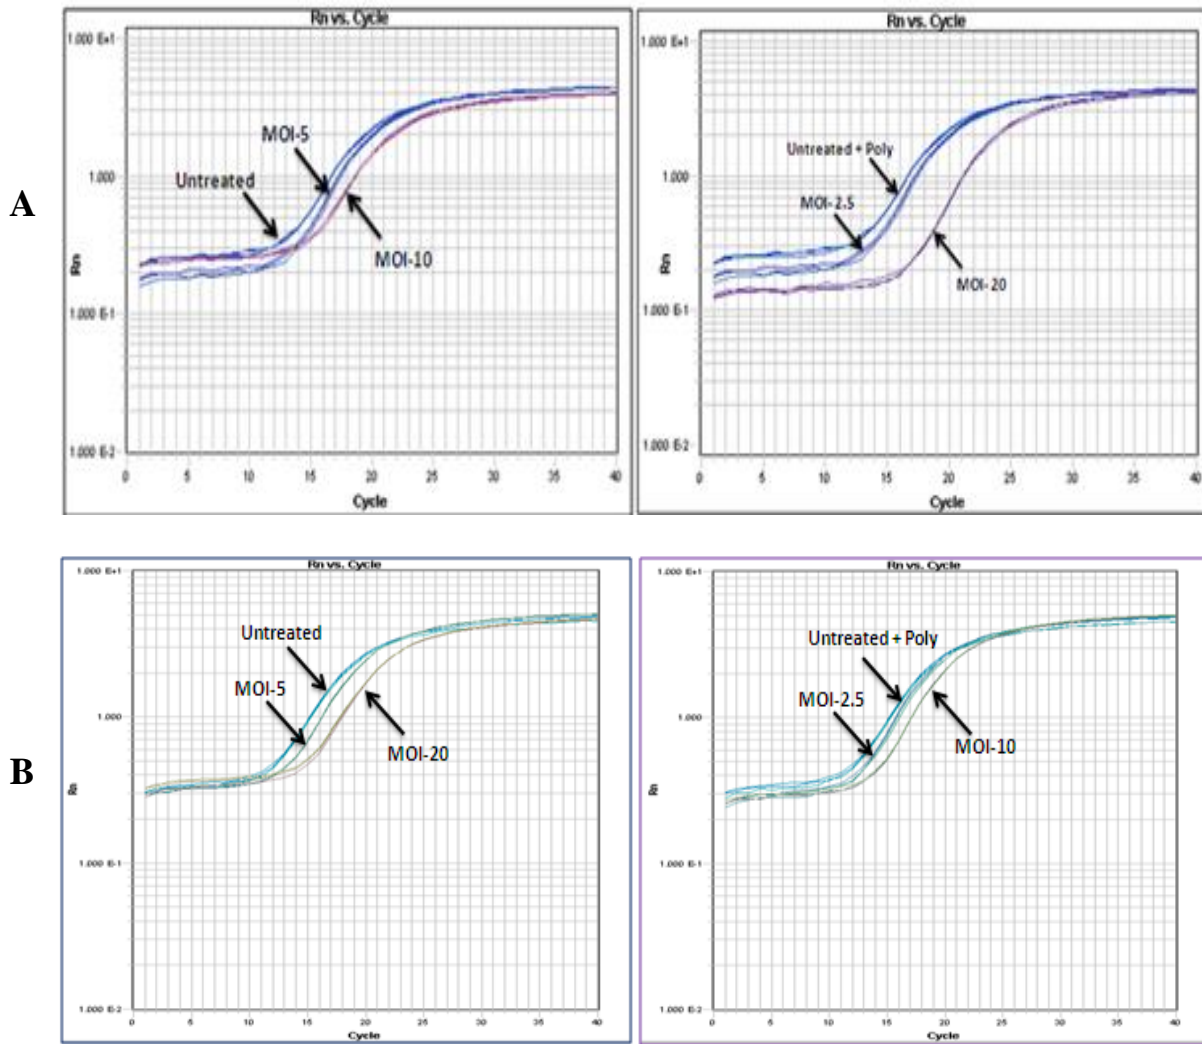 A
Rn vs. Cycle
1.000 E+1
1.000
1.000 E-1
1.000 E-2
Rn
Untreated
MOI-5
MOI-10
0 5 10 15 20 25 30 35 40
Cycle
Rn vs. Cycle
1.000 E+1
1.000
1.000 E-1
1.000 E-2
Rn
Untreated + Poly
MOI-2.5
MOI-20
0 5 10 15 20 25 30 35 40
Cycle
B
Rn vs. Cycle
1.000 E+1
1.000
1.000 E-1
1.000 E-2
Rn
Untreated
MOI-5
MOI-20
0 5 10 15 20 25 30 35 40
Cycle
Rn vs. Cycle
1.000 E+1
1.000
1.000 E-1
1.000 E-2
Rn
Untreated + Poly
MOI-2.5
MOI-10
0 5 10 15 20 25 30 35 40
Cycle